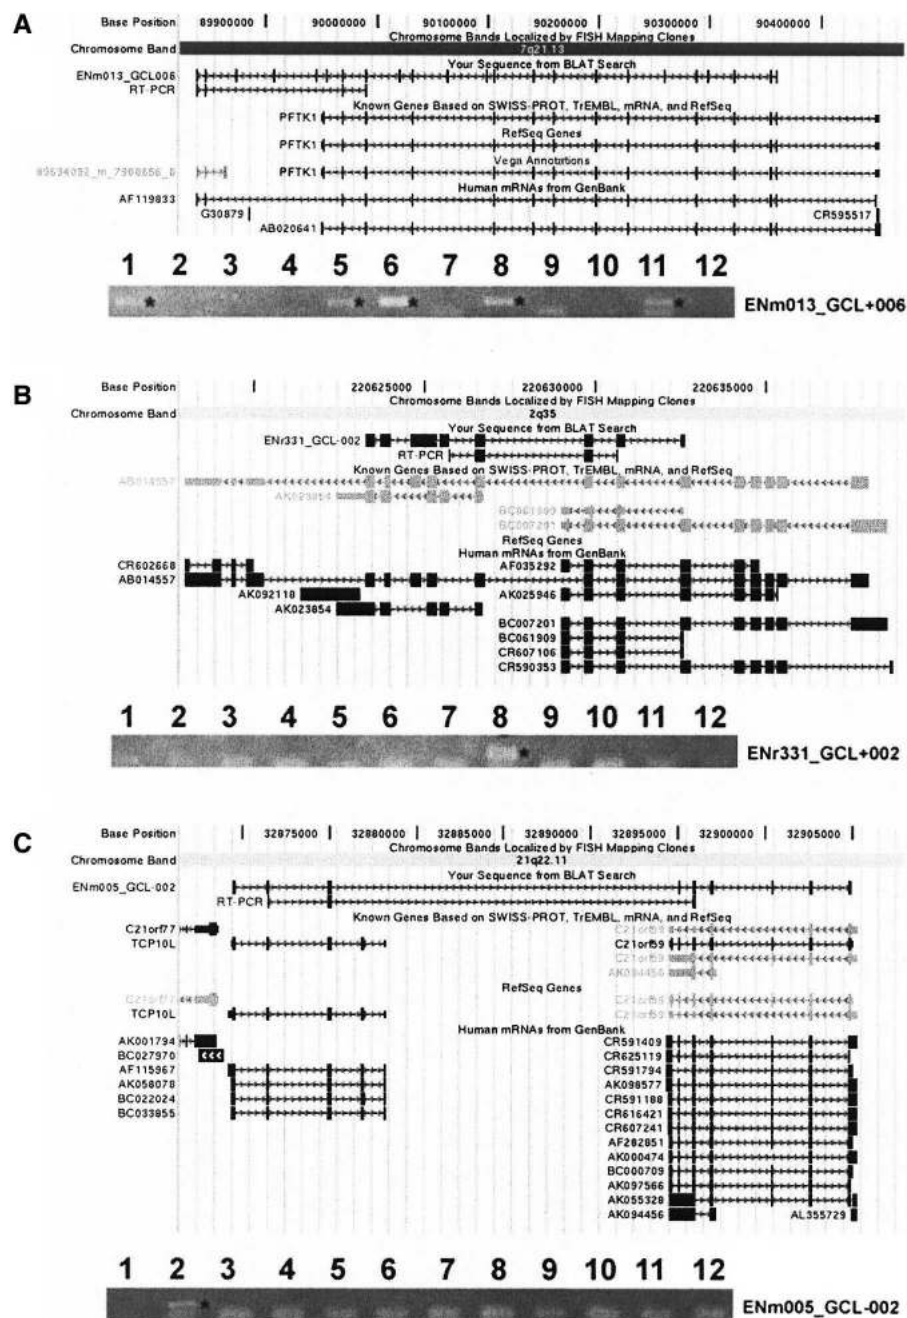 A
Base Position 89900000 90000000 90100000 90200000 90300000 90400000
Chromosome Bands Localized by FISH Mapping Clones
Chromosome Band 7q21.13
Your Sequence from BLAT Search
ENm013_GCL006
RT-PCR
Known Genes Based on SWISS-PROT, TrEMBL, mRNA, and RefSeq
PFTK1
RefSeq Genes
PFTK1
Vega Annotations
PFTK1
Human mRNAs from GenBank
AF119833
G30879 CR595517
AB020641
1 2 3 4 5 6 7 8 9 10 11 12
* * * * *
ENm013_GCL+006
B
Base Position 220625000 220630000 220635000
Chromosome Bands Localized by FISH Mapping Clones
Chromosome Band 2q35
Your Sequence from BLAT Search
ENr331_GCL-002
RT-PCR
Known Genes Based on SWISS-PROT, TrEMBL, mRNA, and RefSeq
AB014557
AK023854
BC061909
BC007201
RefSeq Genes
Human mRNAs from GenBank
CR602668 AF035292
AB014557
AK092118 AK025946
AK023854
BC007201
BC061909
CR607106
CR590353
1 2 3 4 5 6 7 8 9 10 11 12
*
ENr331_GCL+002
C
Base Position 32875000 32880000 32885000 32890000 32895000 32900000 32905000
Chromosome Bands Localized by FISH Mapping Clones
Chromosome Band 21q22.11
Your Sequence from BLAT Search
ENm005_GCL-002
RT-PCR
Known Genes Based on SWISS-PROT, TrEMBL, mRNA, and RefSeq
C21orf77 C21orf59
TCP10L C21orf59
C21orf59
AK094456
RefSeq Genes
C21orf77 C21orf59
TCP10L C21orf59
Human mRNAs from GenBank
AK001794 CR591409
BC027970 CR625119
AF115967 CR591794
AK058078 AK098577
BC022024 CR591188
BC033855 CR616421
CR607241
AF282851
AK000474
BC000709
AK097566
AK055328
AK094456 AL355729
1 2 3 4 5 6 7 8 9 10 11 12
*
ENm005_GCL-002